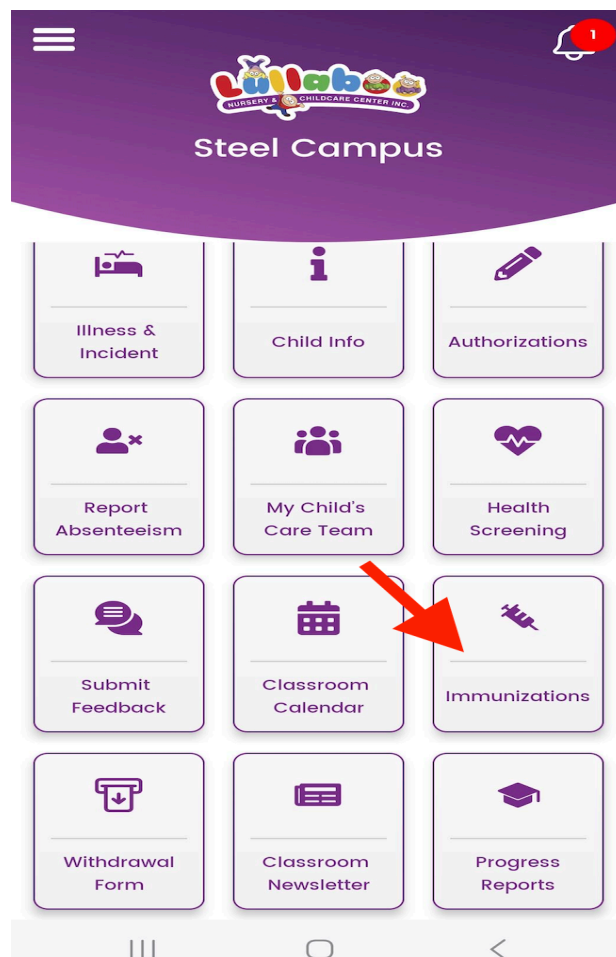 1
Lullaboo
NURSERY & CHILDCARE CENTER INC.
Steel Campus
Illness &
Incident
Child Info
Authorizations
Report
Absenteeism
My Child's
Care Team
Health
Screening
Submit
Feedback
Classroom
Calendar
Immunizations
Withdrawal
Form
Classroom
Newsletter
Progress
Reports